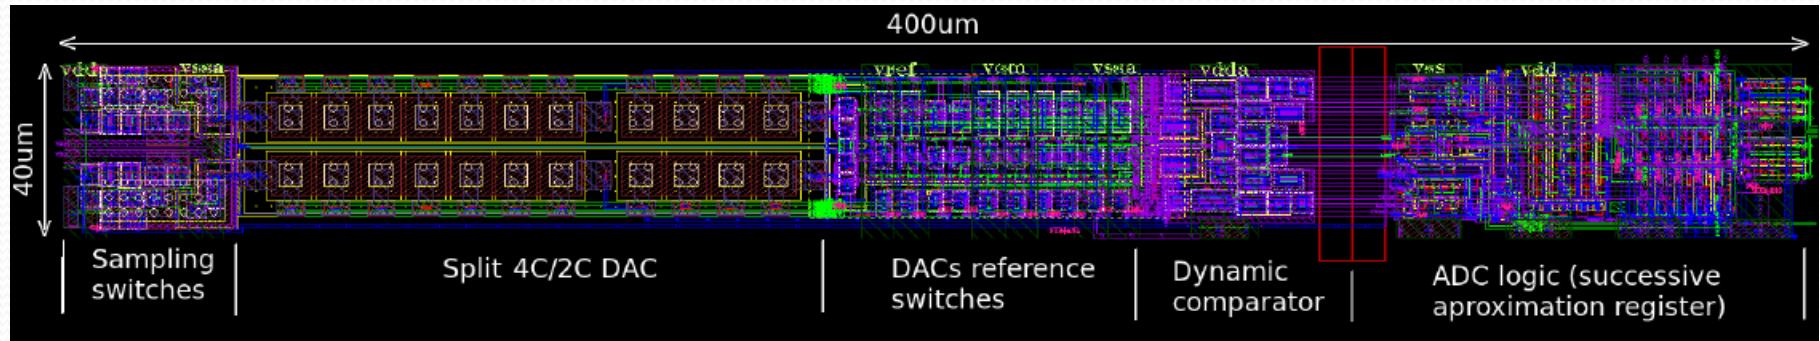 400um
40um
vssa
vref
vcm
vssa
vdda
vss
vdd
Sampling
switches
Split 4C/2C DAC
DACs reference
switches
Dynamic
comparator
ADC logic (successive
aproximation register)